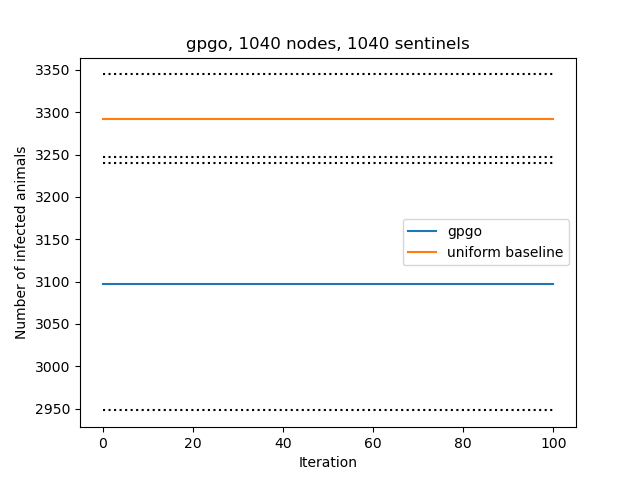 gpgo, 1040 nodes, 1040 sentinels
Number of infected animals
3350
3300
3250
3200
3150
3100
3050
3000
2950
gpgo
uniform baseline
0 20 40 60 80 100
Iteration